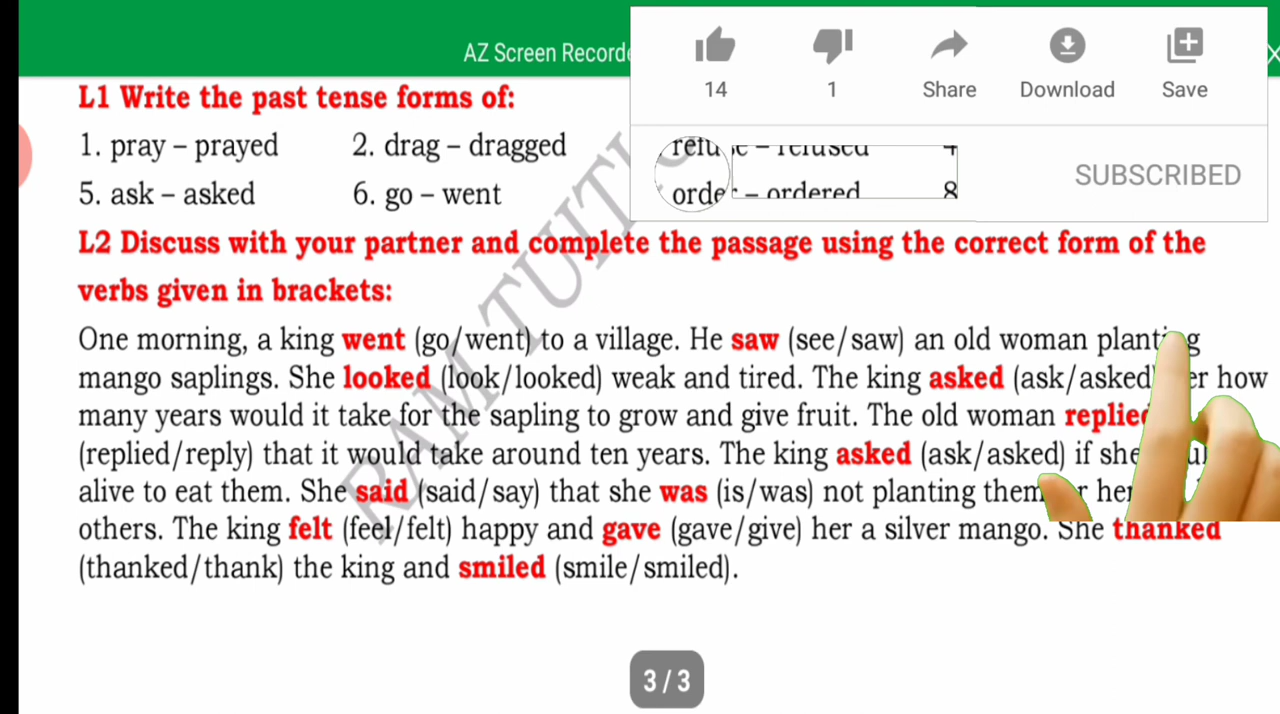 AZ Screen Recorde
14 1 Share Download Save
L1 Write the past tense forms of:
1. pray – prayed 2. drag – dragged
SUBSCRIBED
5. ask – asked 6. go – went – ordered 8
L2 Discuss with your partner and complete the passage using the correct form of the
verbs given in brackets:
One morning, a king went (go/went) to a village. He saw (see/saw) an old woman planting
mango saplings. She looked (look/looked) weak and tired. The king asked (ask/asked) er how
many years would it take for the sapling to grow and give fruit. The old woman replied
(replied/reply) that it would take around ten years. The king asked (ask/asked) if she
alive to eat them. She said (said/say) that she was (is/was) not planting them her
others. The king felt (feel/felt) happy and gave (gave/give) her a silver mango. She thanked
(thanked/thank) the king and smiled (smile/smiled).
RAM TUITI
3 / 3